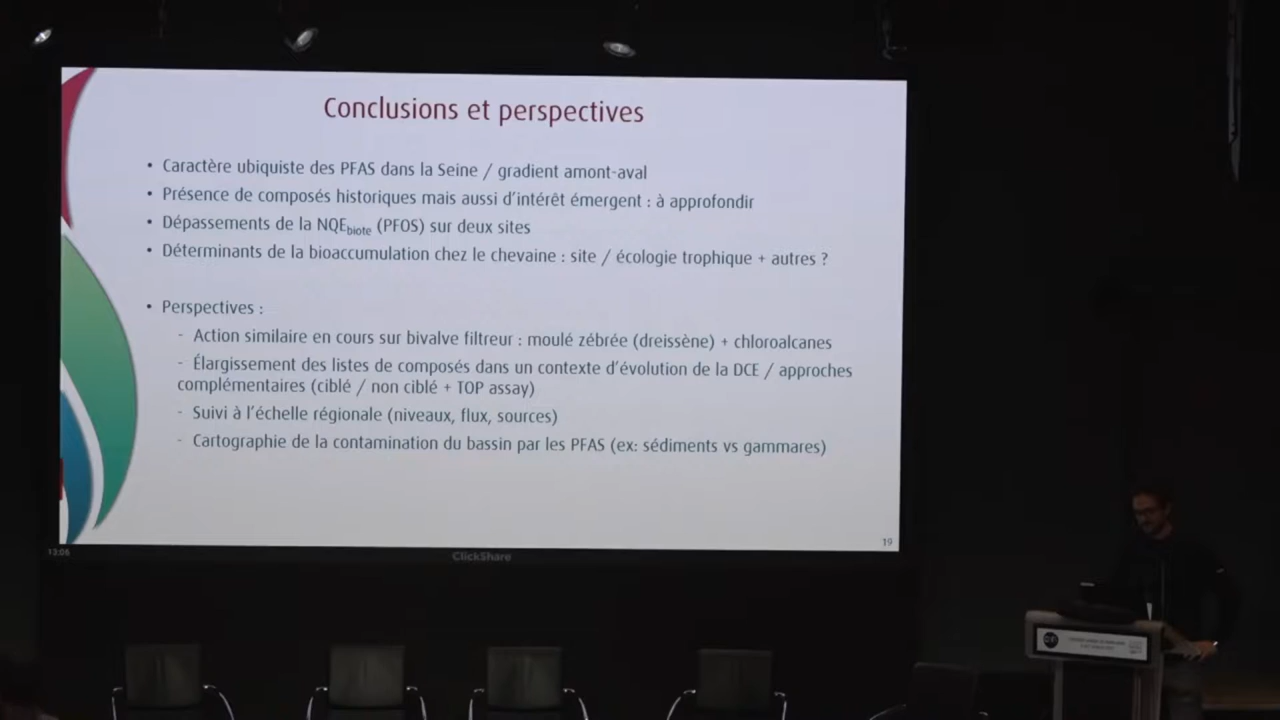 Conclusions et perspectives
• Caractère ubiquiste des PFAS dans la Seine / gradient amont-aval
• Présence de composés historiques mais aussi d'intérêt émergent : à approfondir
• Dépassements de la NQEbiote (PFOS) sur deux sites
• Déterminants de la bioaccumulation chez le chevaine : site / écologie trophique + autres ?
• Perspectives :
- Action similaire en cours sur bivalve filtreur : moulé zébrée (dreissène) + chloroalcanes
- Élargissement des listes de composés dans un contexte d'évolution de la DCE / approches
complémentaires (ciblé / non ciblé + TOP assay)
- Suivi à l'échelle régionale (niveaux, flux, sources)
- Cartographie de la contamination du bassin par les PFAS (ex: sédiments vs gammares)
19
13:06
ClickShare